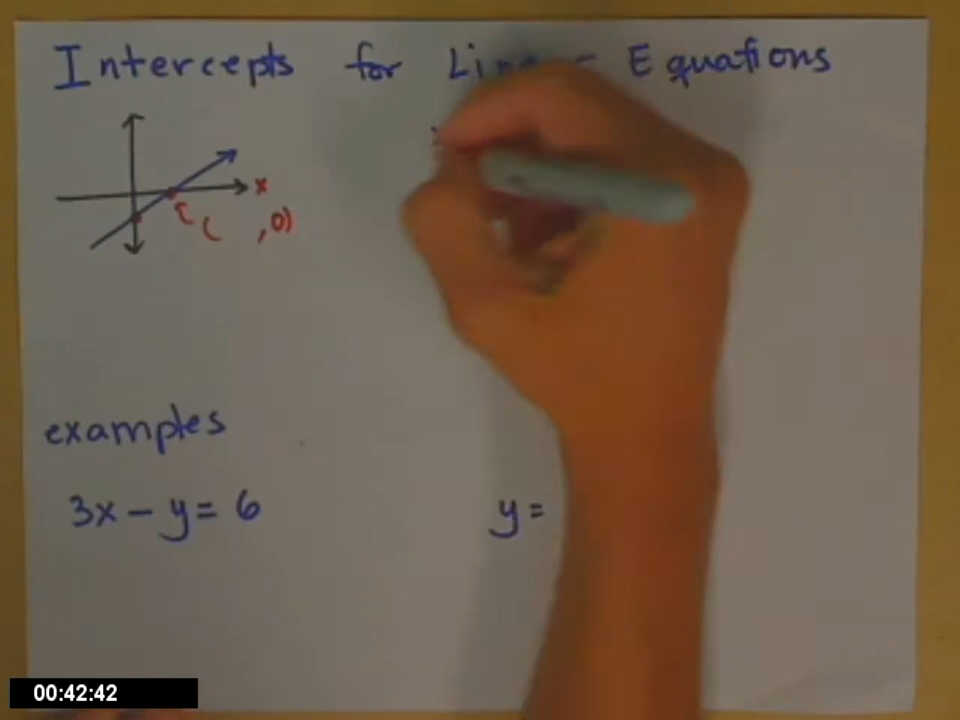 Intercepts for Equations
x
( ,0)
examples
3x - y = 6
y =
00:42:42